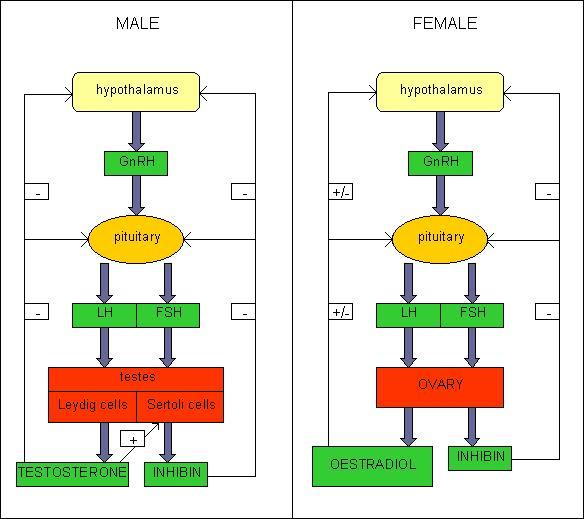 MALE
hypothalamus
GnRH
-
-
pituitary
-
-
LH
FSH
testes
Leydig cells
Sertoli cells
+
TESTOSTERONE
INHIBIN
FEMALE
hypothalamus
GnRH
+/-
-
pituitary
+/-
-
LH
FSH
OVARY
OESTRADIOL
INHIBIN